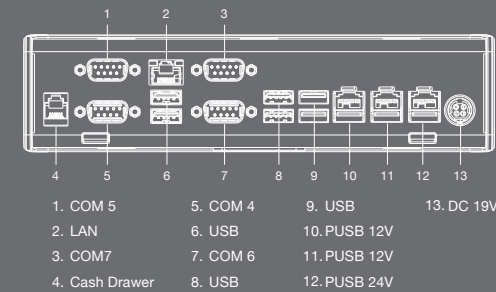 1 2 3
4 5 6 7 8 9 10 11 12 13
1. COM 5 5. COM 4 9. USB 13. DC 19V
2. LAN 6. USB 10. PUSB 12V
3. COM7 7. COM 6 11. PUSB 12V
4. Cash Drawer 8. USB 12. PUSB 24V